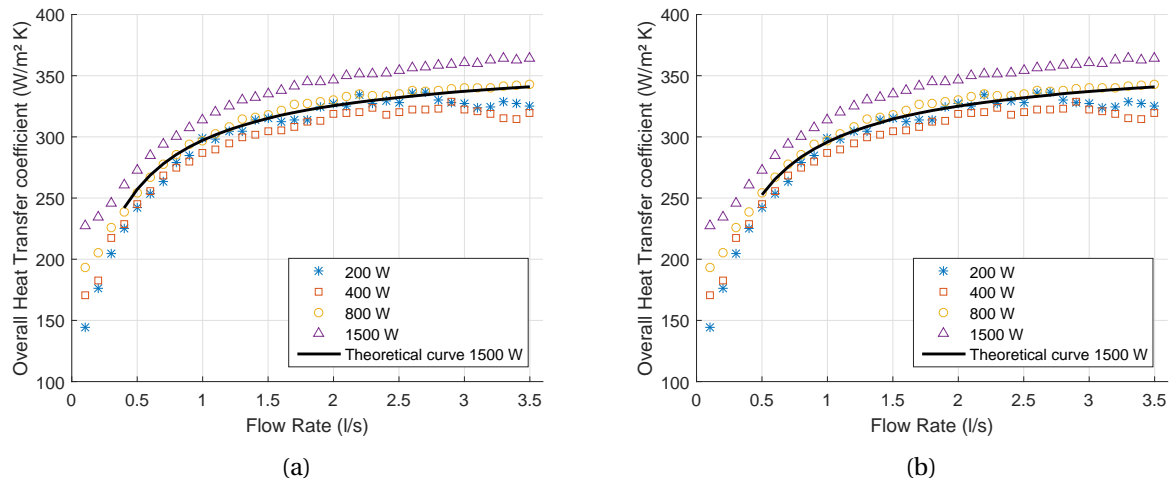 Overall Heat Transfer coefficient (W/m² K)
400
350
300
250
200
150
100
0
0.5
1
1.5
2
2.5
3
3.5
Flow Rate (l/s)
200 W
400 W
800 W
1500 W
Theoretical curve 1500 W
(a)
Overall Heat Transfer coefficient (W/m² K)
400
350
300
250
200
150
100
0
0.5
1
1.5
2
2.5
3
3.5
Flow Rate (l/s)
200 W
400 W
800 W
1500 W
Theoretical curve 1500 W
(b)